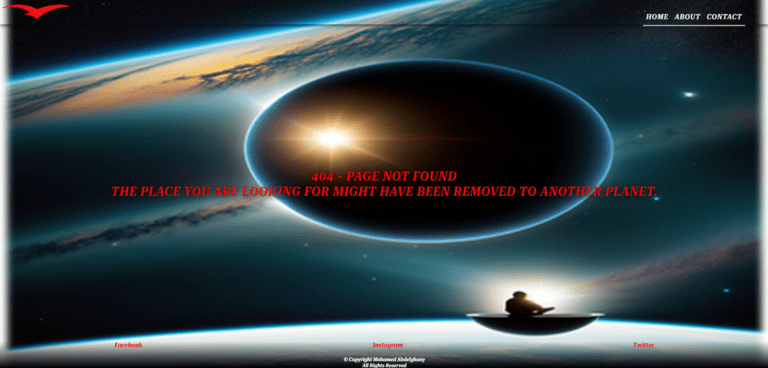 HOME ABOUT CONTACT
404 - PAGE NOT FOUND
THE PLACE YOU ARE LOOKING FOR MIGHT HAVE BEEN REMOVED TO ANOTHER PLANET.
Facebook Instagram Twitter
© Copyright Mohamed Abdelghany
All Rights Reserved